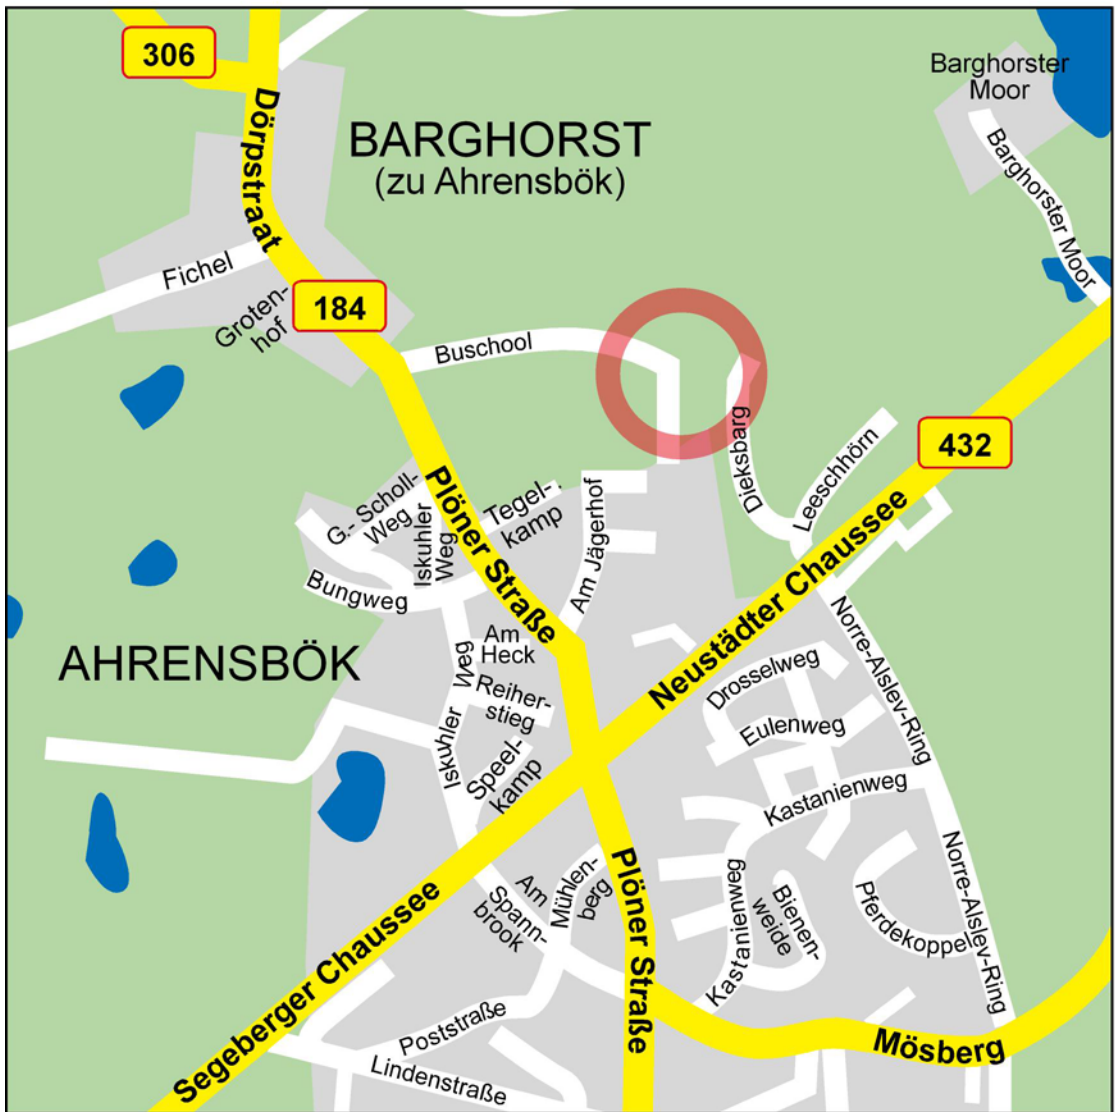 306
Barghorster
Moor
Dörpstraat
BARGHORST
(zu Ahrensbök)
Barghorster Moor
Fichel
Groten-
hof
184
Buschool
432
Dieksbarg
Leeschhörn
Plöner Straße
G.- Scholl-
Weg
Iskuhler
Weg
Tegel-
kamp
Am Jägerhof
Bungweg
Neustädter Chaussee
AHRENSBÖK
Am
Heck
Iskuhler Weg
Reiher-
stieg
Speel-
kamp
Norre-Alslev-Ring
Drosselweg
Eulenweg
Kastanienweg
Norre-Alslev-Ring
Segeberger Chaussee
Am
Spann-
brook
Mühlen-
berg
Plöner Straße
Kastanienweg
Bienen-
weide
Pferdekoppel
Poststraße
Lindenstraße
Mösberg